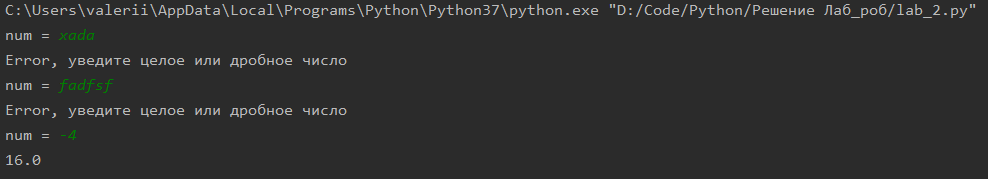 C:\Users\valerii\AppData\Local\Programs\Python\Python37\python.exe "D:/Code/Python/Решение Лаб_роб/lab_2.py"
num = xada
Error, уведите целое или дробное число
num = fadfsf
Error, уведите целое или дробное число
num = -4
16.0